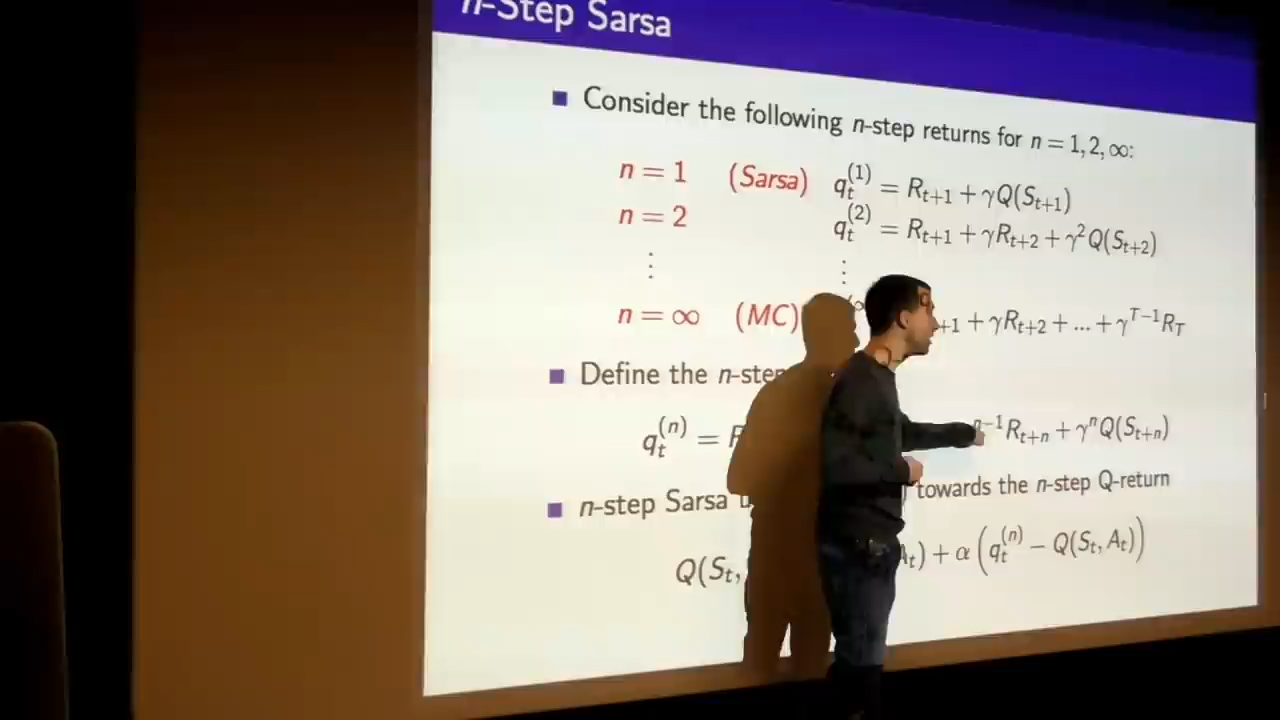 n-Step Sarsa
■ Consider the following n-step returns for n = 1, 2, ∞:
n = 1 (Sarsa) q_t^{(1)} = R_{t+1} + γQ(S_{t+1})
n = 2 q_t^{(2)} = R_{t+1} + γR_{t+2} + γ²Q(S_{t+2})
⋮ ⋮
n = ∞ (MC) +1 + γR_{t+2} + ... + γ^{T−1}R_T
■ Define the n-step
q_t^{(n)} = n−1 R_{t+n} + γ^n Q(S_{t+n})
■ n-step Sarsa towards the n-step Q-return
Q(S_t, A_t) + α (q_t^{(n)} − Q(S_t, A_t))